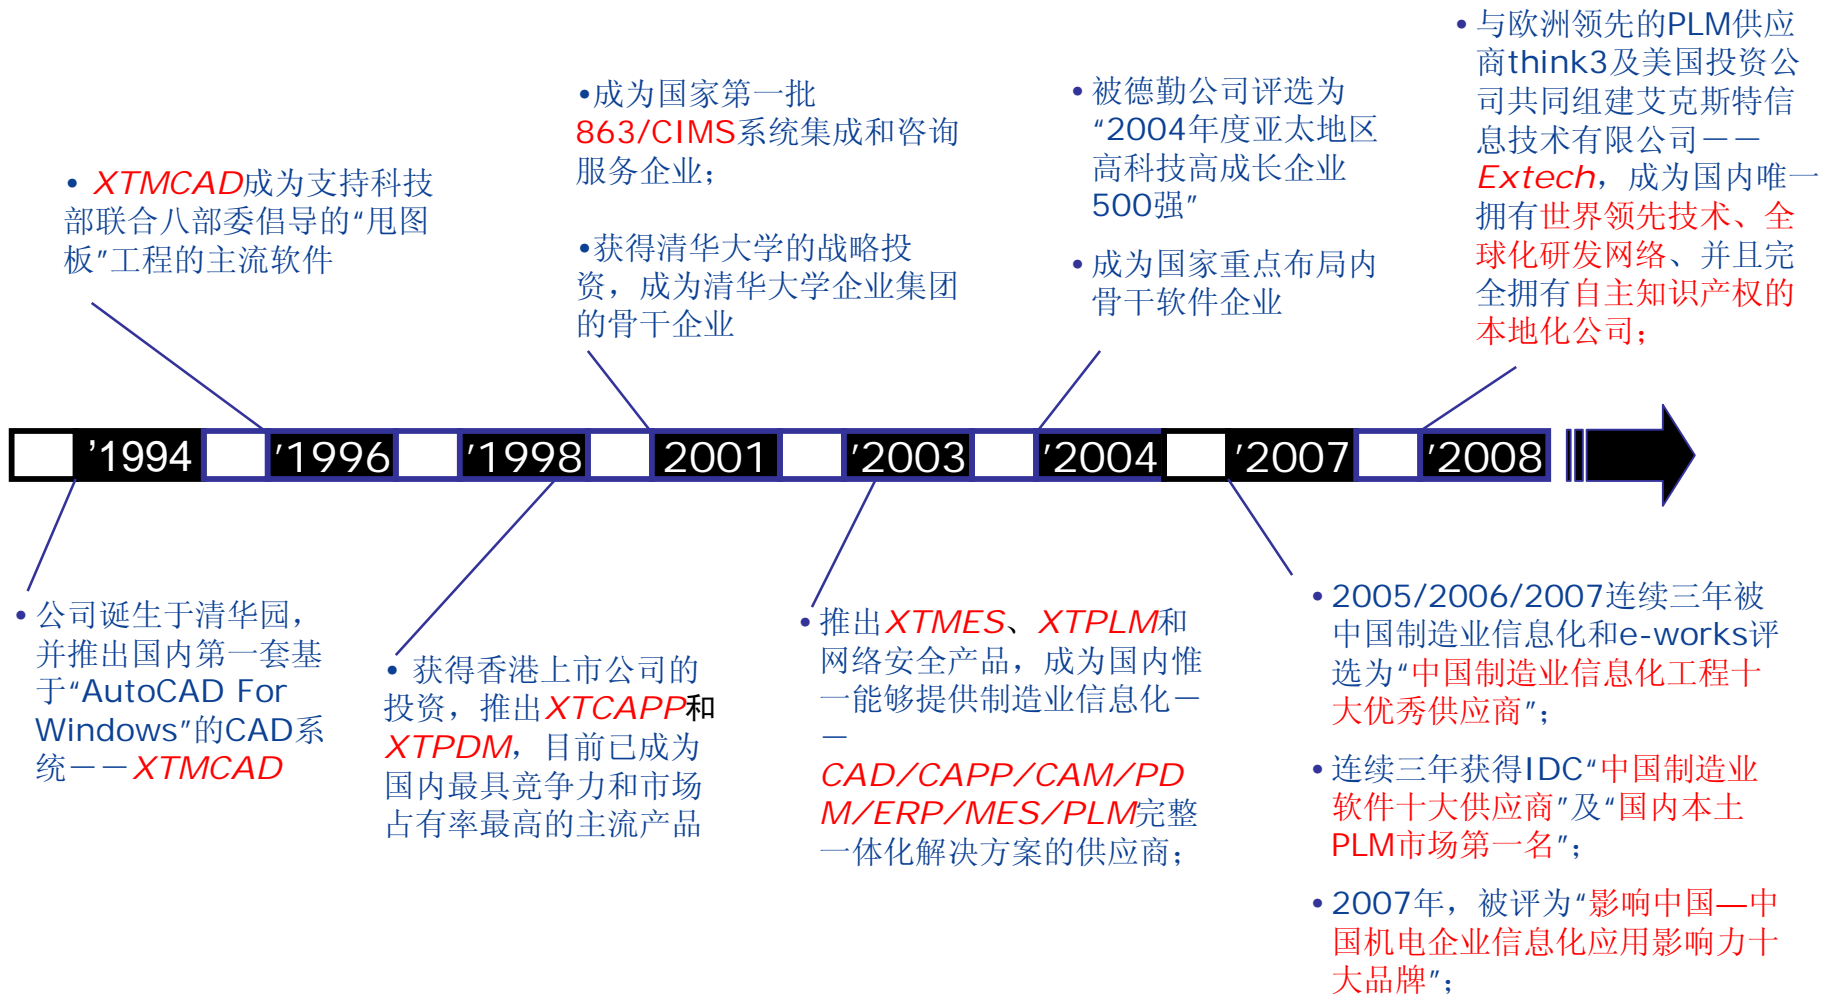 • XTMCAD成为支持科技
部联合八部委倡导的“甩图
板”工程的主流软件
•成为国家第一批
863/CIMS系统集成和咨询
服务企业；
•获得清华大学的战略投
资，成为清华大学企业集团
的骨干企业
• 被德勤公司评选为
“2004年度亚太地区
高科技高成长企业
500强”
• 成为国家重点布局内
骨干软件企业
• 与欧洲领先的PLM供应
商think3及美国投资公
司共同组建艾克斯特信
息技术有限公司－－
Extech，成为国内唯一
拥有世界领先技术、全
球化研发网络、并且完
全拥有自主知识产权的
本地化公司；
’1994 ’1996 ’1998 2001 ’2003 ’2004 ’2007 ’2008
• 公司诞生于清华园，
并推出国内第一套基
于“AutoCAD For
Windows”的CAD系
统－－XTMCAD
• 获得香港上市公司的
投资，推出XTCAPP和
XTPDM，目前已成为
国内最具竞争力和市场
占有率最高的主流产品
• 推出XTMES、XTPLM和
网络安全产品，成为国内惟
一能够提供制造业信息化－
－
CAD/CAPP/CAM/PD
M/ERP/MES/PLM完整
一体化解决方案的供应商；
• 2005/2006/2007连续三年被
中国制造业信息化和e-works评
选为“中国制造业信息化工程十
大优秀供应商”；
• 连续三年获得IDC“中国制造业
软件十大供应商”及“国内本土
PLM市场第一名”；
• 2007年，被评为“影响中国—中
国机电企业信息化应用影响力十
大品牌”；